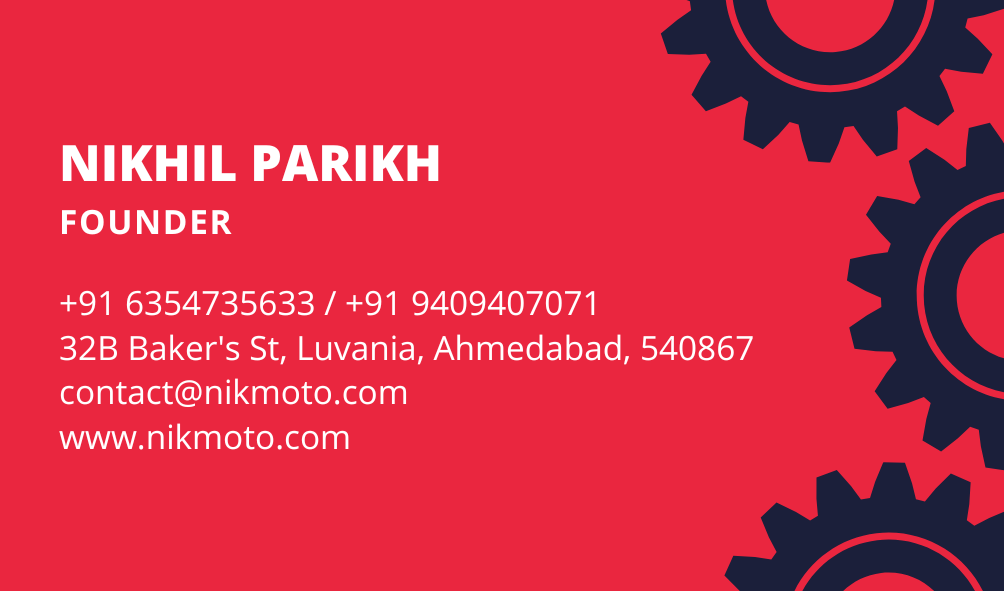 NIKHIL PARIKH
FOUNDER
+91 6354735633 / +91 9409407071
32B Baker's St, Luvania, Ahmedabad, 540867
contact@nikmoto.com
www.nikmoto.com